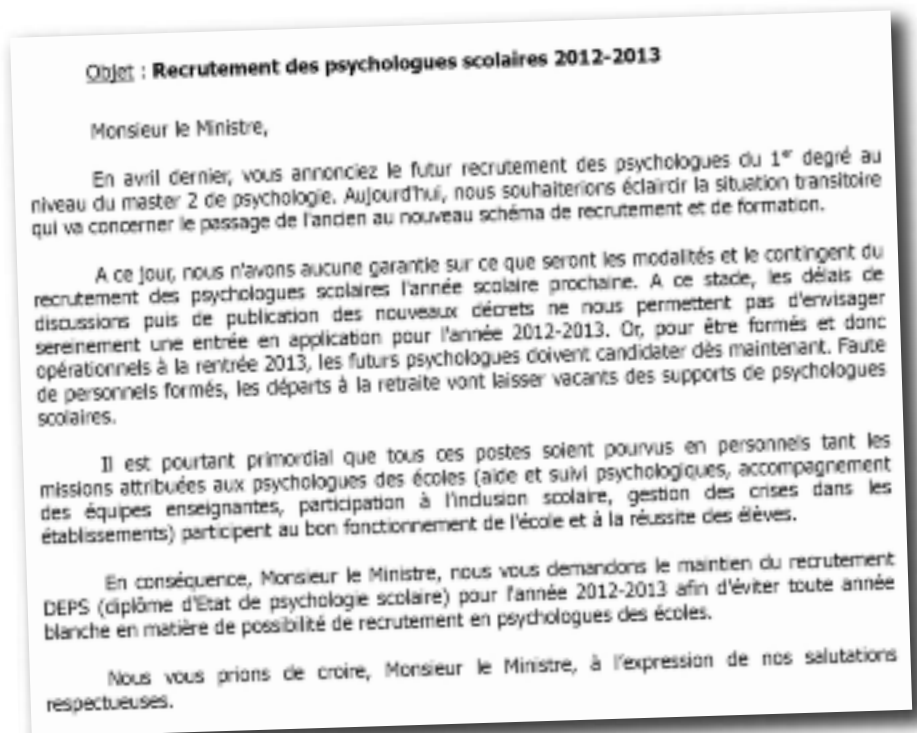 Objet : Recrutement des psychologues scolaires 2012-2013
Monsieur le Ministre,
En avril dernier, vous annonciez le futur recrutement des psychologues du 1er degré au
niveau du master 2 de psychologie. Aujourd'hui, nous souhaiterions éclaircir la situation transitoire
qui va concerner le passage de l'ancien au nouveau schéma de recrutement et de formation.
A ce jour, nous n'avons aucune garantie sur ce que seront les modalités et le contingent du
recrutement des psychologues scolaires l'année scolaire prochaine. A ce stade, les délais de
discussions puis de publication des nouveaux décrets ne nous permettent pas d'envisager
sereinement une entrée en application pour l'année 2012-2013. Or, pour être formés et donc
opérationnels à la rentrée 2013, les futurs psychologues doivent candidater dès maintenant. Faute
de personnels formés, les départs à la retraite vont laisser vacants des supports de psychologues
scolaires.
Il est pourtant primordial que tous ces postes soient pourvus en personnels tant les
missions attribuées aux psychologues des écoles (aide et suivi psychologiques, accompagnement
des équipes enseignantes, participation à l'inclusion scolaire, gestion des crises dans les
établissements) participent au bon fonctionnement de l'école et à la réussite des élèves.
En conséquence, Monsieur le Ministre, nous vous demandons le maintien du recrutement
DEPS (diplôme d'Etat de psychologie scolaire) pour l'année 2012-2013 afin d'éviter toute année
blanche en matière de possibilité de recrutement en psychologues des écoles.
Nous vous prions de croire, Monsieur le Ministre, à l'expression de nos salutations
respectueuses.